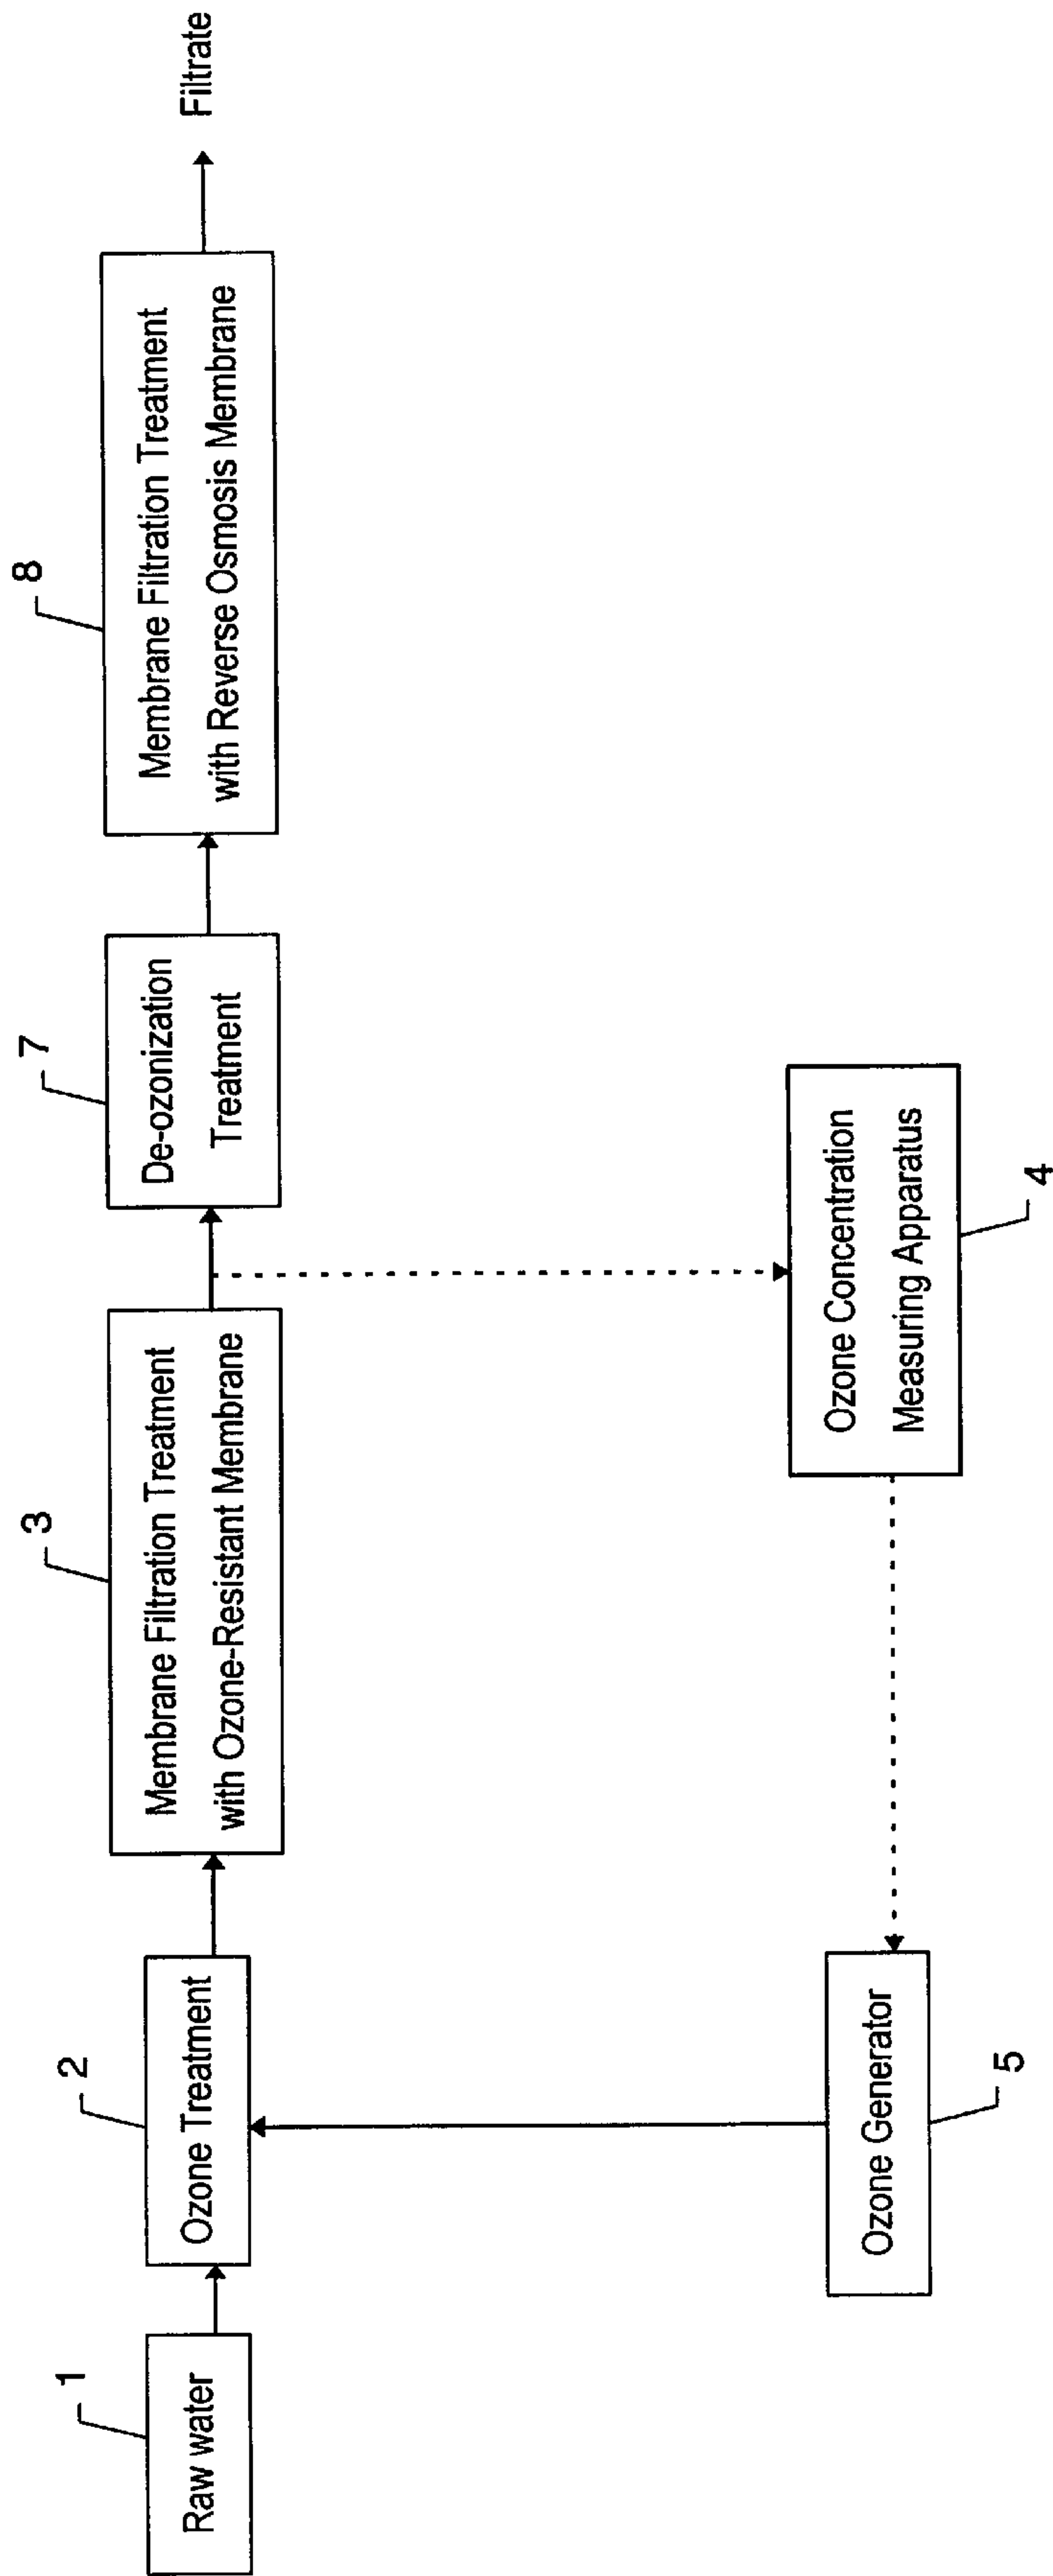 1
Raw water
2
Ozone Treatment
3
Membrane Filtration Treatment
with Ozone-Resistant Membrane
7
De-ozonization
Treatment
8
Membrane Filtration Treatment
with Reverse Osmosis Membrane
Filtrate
Ozone Generator
5
Ozone Concentration
Measuring Apparatus
4